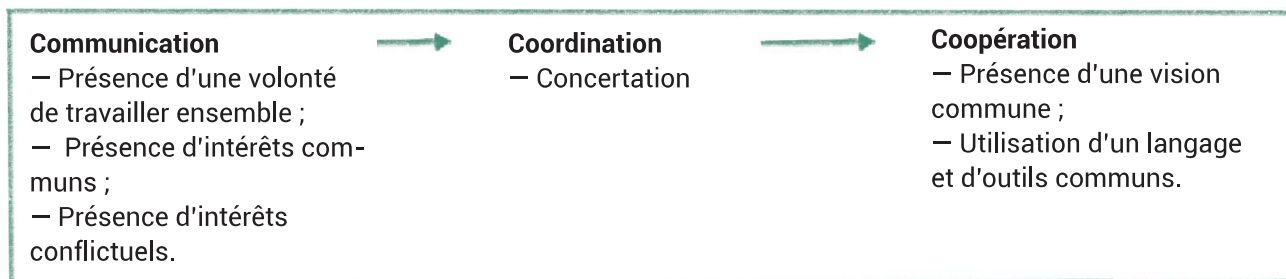 Communication
— Présence d'une volonté
de travailler ensemble ;
— Présence d'intérêts com-
muns ;
— Présence d'intérêts
conflictuels.
Coordination
— Concertation
Coopération
— Présence d'une vision
commune ;
— Utilisation d'un langage
et d'outils communs.